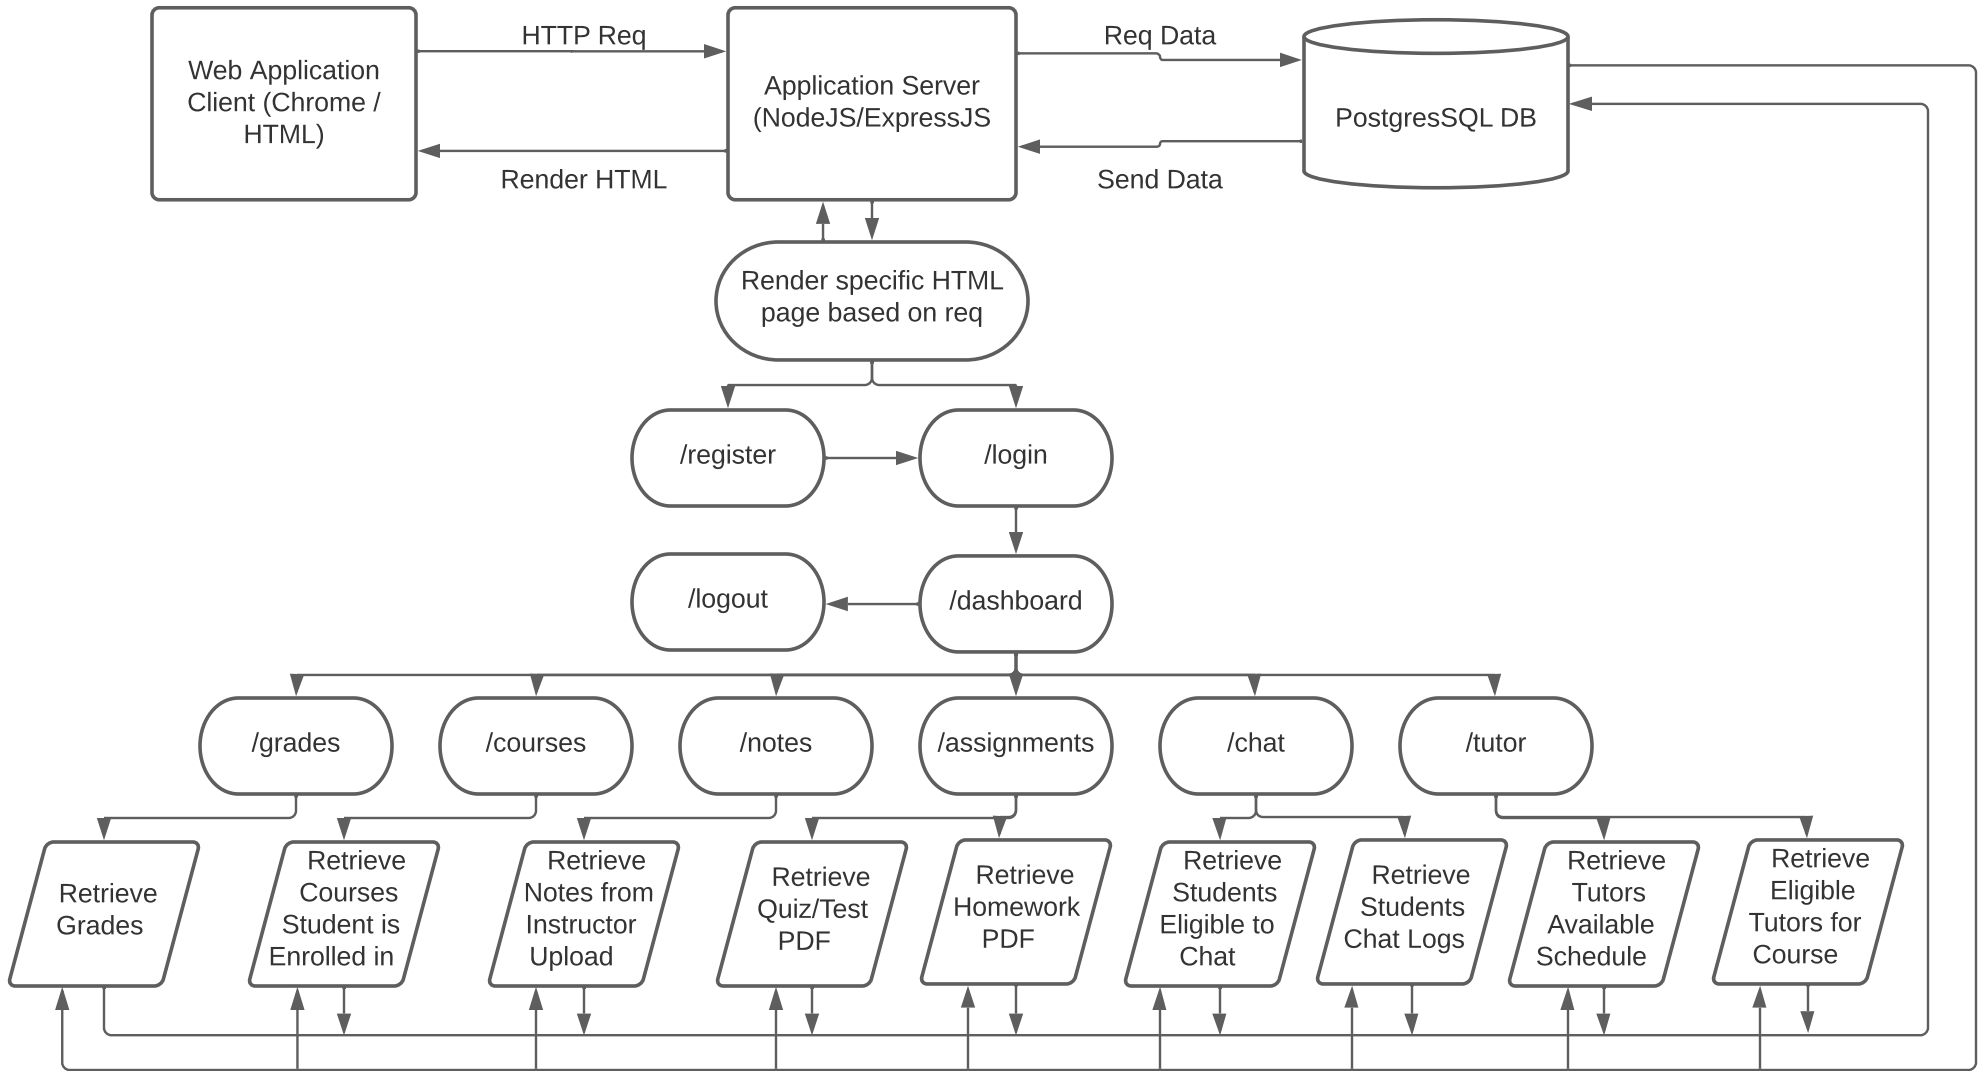 HTTP Req
Req Data
Web Application
Client (Chrome /
HTML)
Application Server
(NodeJS/ExpressJS
PostgresSQL DB
Render HTML
Send Data
Render specific HTML
page based on req
/register
/login
/logout
/dashboard
/grades
/courses
/notes
/assignments
/chat
/tutor
Retrieve
Grades
Retrieve
Courses
Student is
Enrolled in
Retrieve
Notes from
Instructor
Upload
Retrieve
Quiz/Test
PDF
Retrieve
Homework
PDF
Retrieve
Students
Eligible to
Chat
Retrieve
Students
Chat Logs
Retrieve
Tutors
Available
Schedule
Retrieve
Eligible
Tutors for
Course